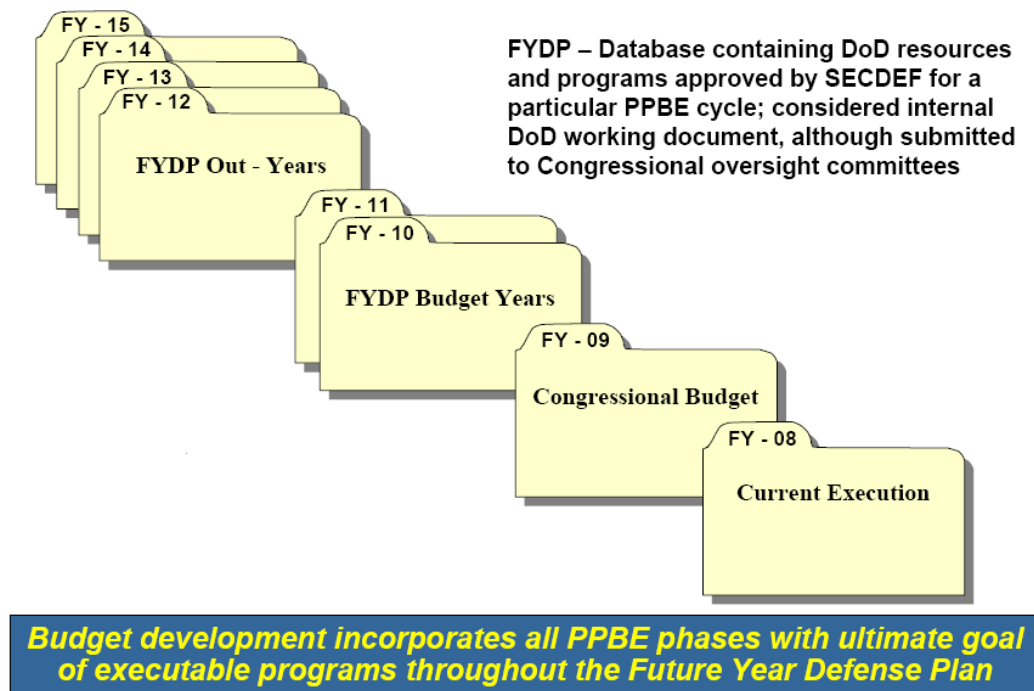 FY - 15
FY - 14
FY - 13
FY - 12
FYDP Out - Years
FYDP – Database containing DoD resources
and programs approved by SECDEF for a
particular PPBE cycle; considered internal
DoD working document, although submitted
to Congressional oversight committees
FY - 11
FY - 10
FYDP Budget Years
FY - 09
Congressional Budget
FY - 08
Current Execution
Budget development incorporates all PPBE phases with ultimate goal
of executable programs throughout the Future Year Defense Plan